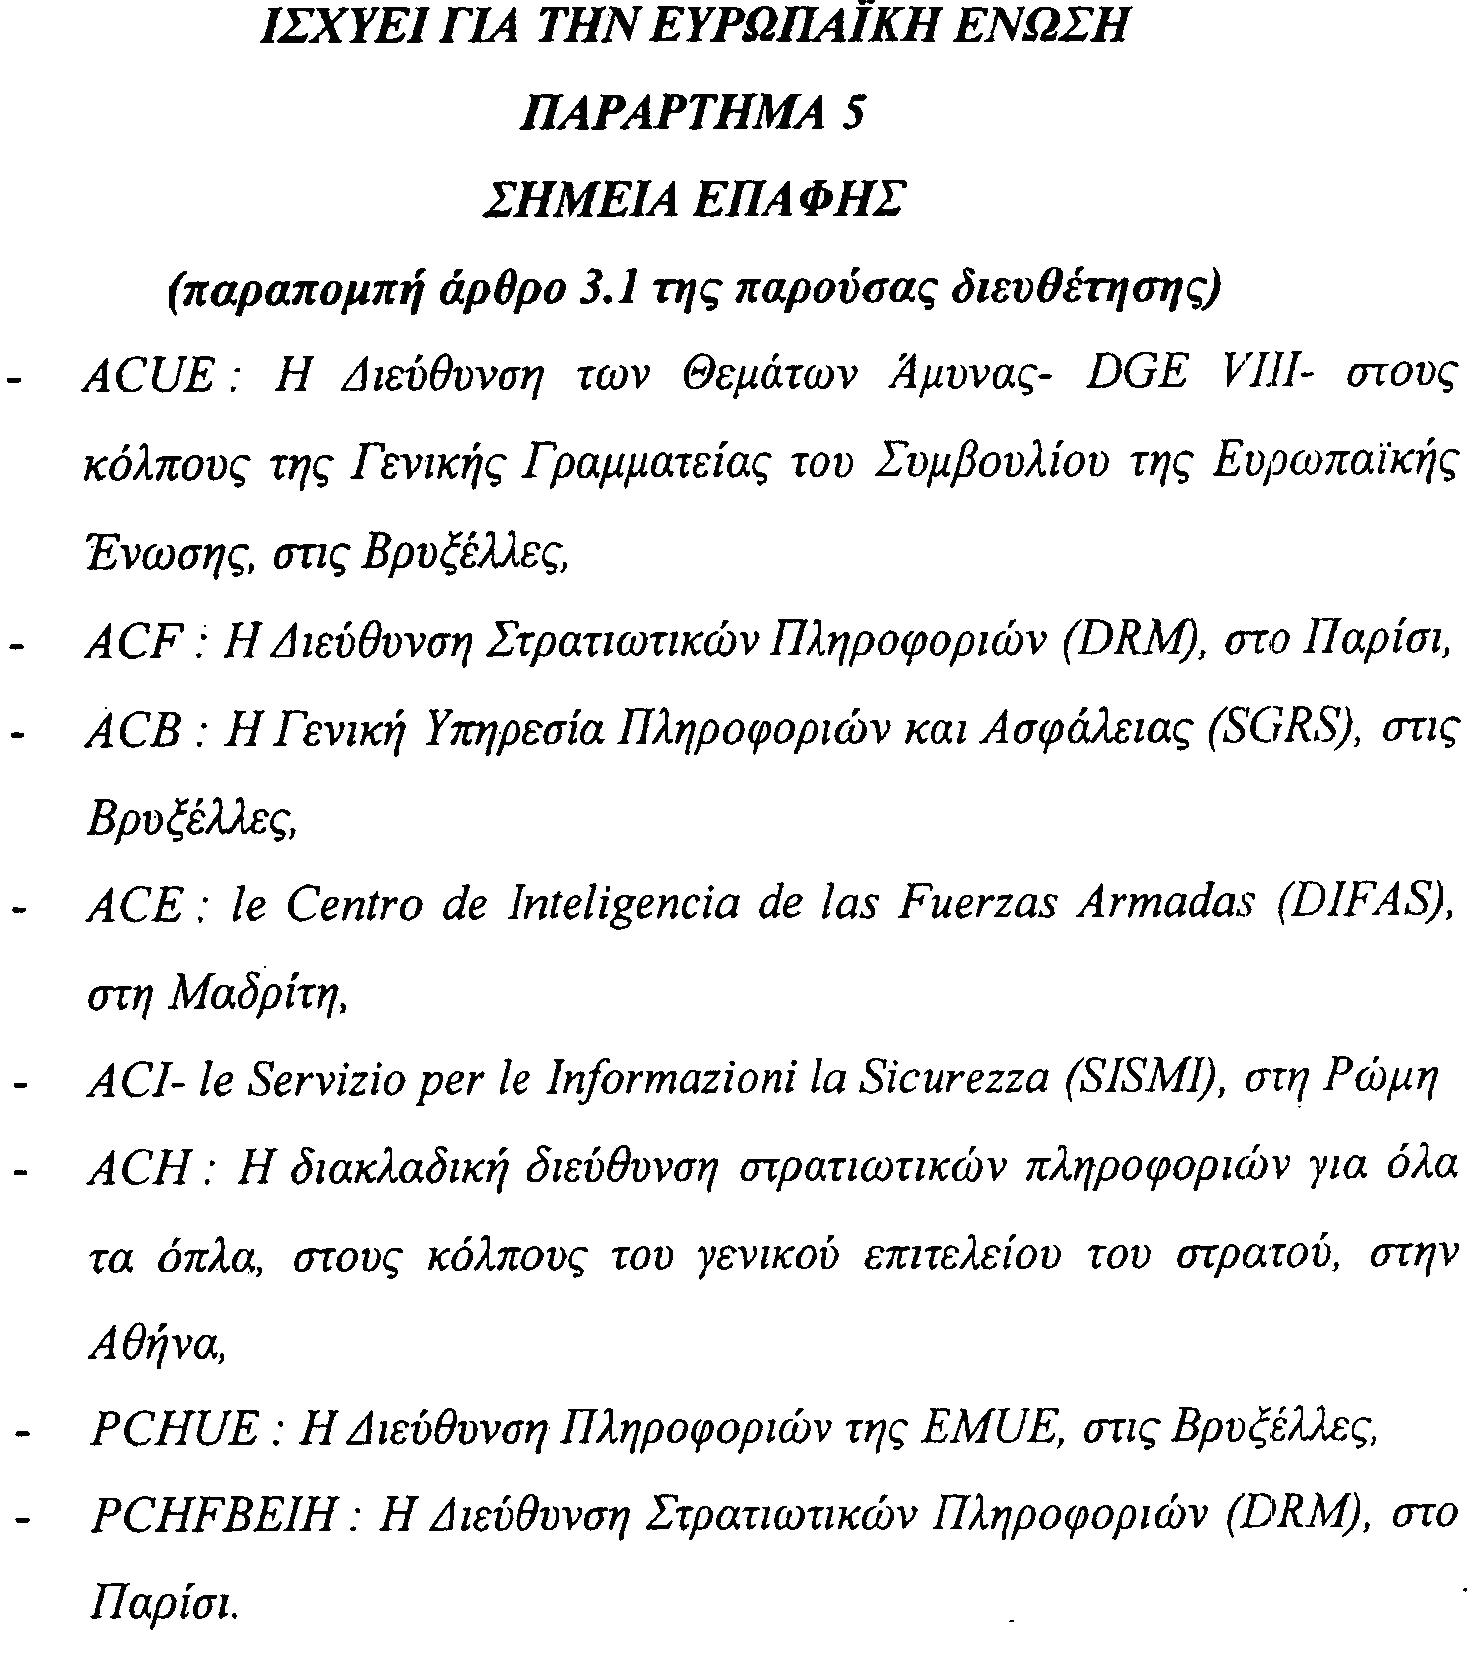 ΙΣΧΥΕΙ ΓΙΑ ΤΗΝ ΕΥΡΩΠΑΪΚΗ ΕΝΩΣΗ
ΠΑΡΑΡΤΗΜΑ 5
ΣΗΜΕΙΑ ΕΠΑΦΗΣ
(παραπομπή άρθρο 3.1 της παρούσας διευθέτησης)
- ACUE : Η Διεύθυνση των Θεμάτων Άμυνας- DGE VIII- στους
κόλπους της Γενικής Γραμματείας του Συμβουλίου της Ευρωπαϊκής
Ένωσης, στις Βρυξέλλες,
- ACF : Η Διεύθυνση Στρατιωτικών Πληροφοριών (DRM), στο Παρίσι,
- ACB : Η Γενική Υπηρεσία Πληροφοριών και Ασφάλειας (SGRS), στις
Βρυξέλλες,
- ACE : le Centro de Inteligencia de las Fuerzas Armadas (DIFAS),
στη Μαδρίτη,
- ACI- le Servizio per le Informazioni la Sicurezza (SISMI), στη Ρώμη
- ACH : Η διακλαδική διεύθυνση στρατιωτικών πληροφοριών για όλα
τα όπλα, στους κόλπους του γενικού επιτελείου του στρατού, στην
Αθήνα,
- PCHUE : Η Διεύθυνση Πληροφοριών της EMUE, στις Βρυξέλλες,
- PCHFBEIH : Η Διεύθυνση Στρατιωτικών Πληροφοριών (DRM), στο
Παρίσι.